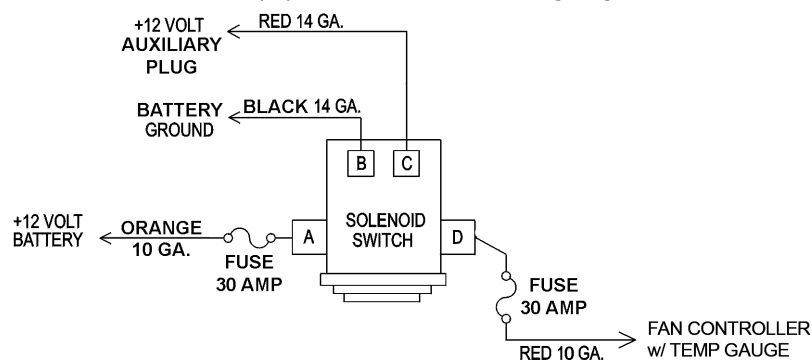 +12 VOLT
AUXILIARY
PLUG
RED 14 GA.
BATTERY
GROUND
BLACK 14 GA.
B
C
+12 VOLT
BATTERY
ORANGE
10 GA.
FUSE
30 AMP
A
SOLENOID
SWITCH
D
FUSE
30 AMP
RED 10 GA.
FAN CONTROLLER
w/ TEMP GAUGE